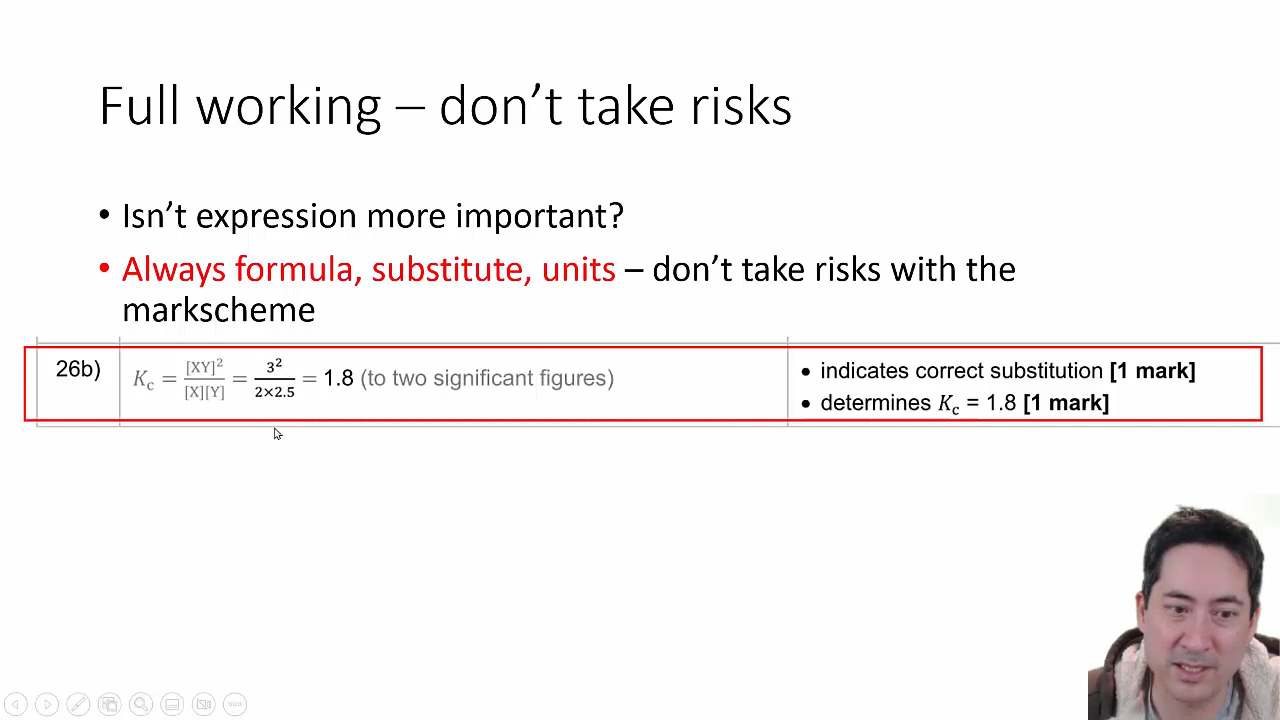 Full working – don’t take risks
• Isn’t expression more important?
• Always formula, substitute, units – don’t take risks with the
markscheme
26b) K_c = [XY]²/[X][Y] = 3²/2×2.5 = 1.8 (to two significant figures)
• indicates correct substitution [1 mark]
• determines K_c = 1.8 [1 mark]